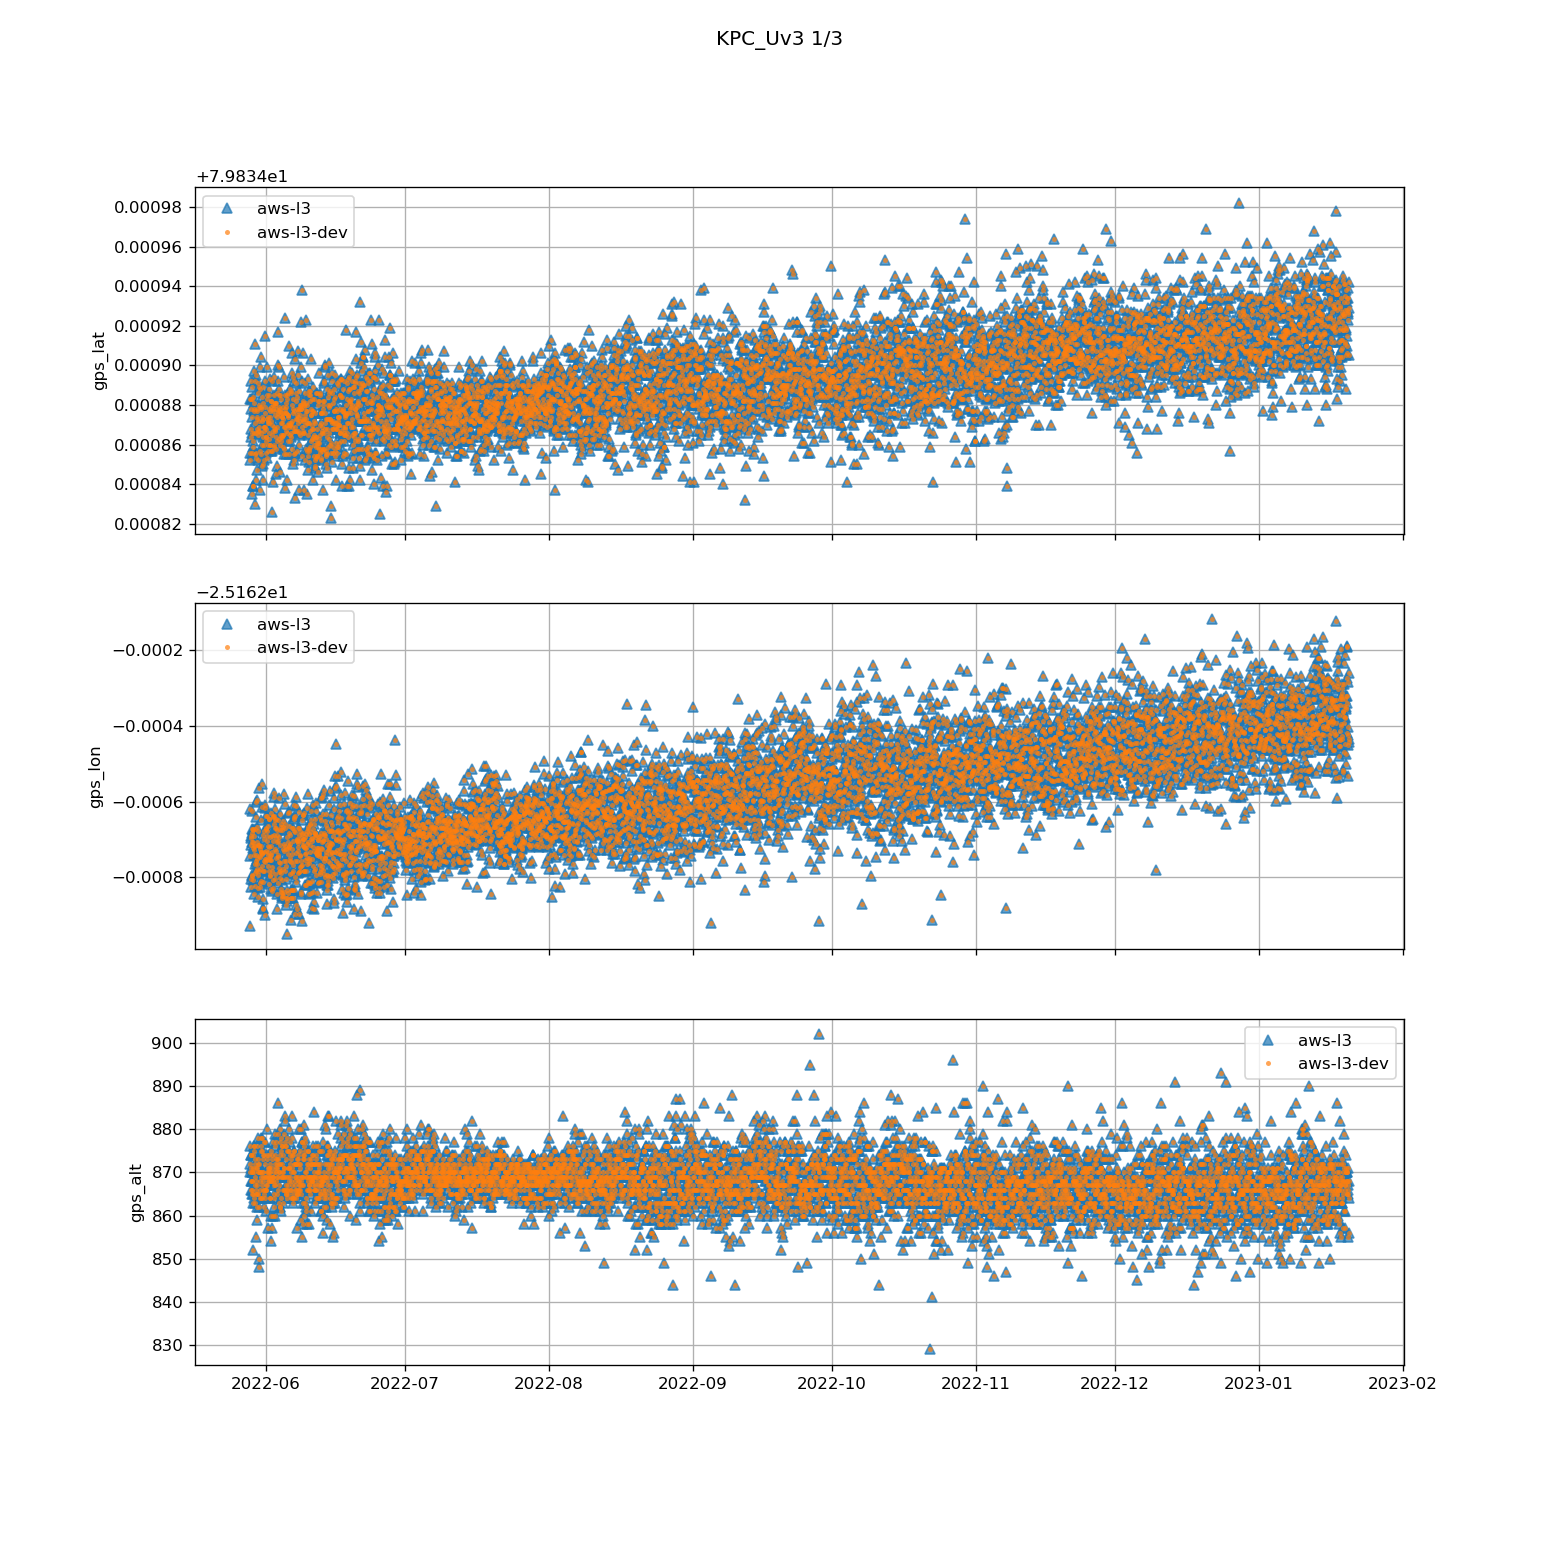 KPC_Uv3 1/3
+7.9834e1
aws-l3
aws-l3-dev
0.00098
0.00096
0.00094
0.00092
0.00090
0.00088
0.00086
0.00084
0.00082
gps_lat
−2.5162e1
aws-l3
aws-l3-dev
−0.0002
−0.0004
−0.0006
−0.0008
gps_lon
aws-l3
aws-l3-dev
900
890
880
870
860
850
840
830
gps_alt
2022-06 2022-07 2022-08 2022-09 2022-10 2022-11 2022-12 2023-01 2023-02